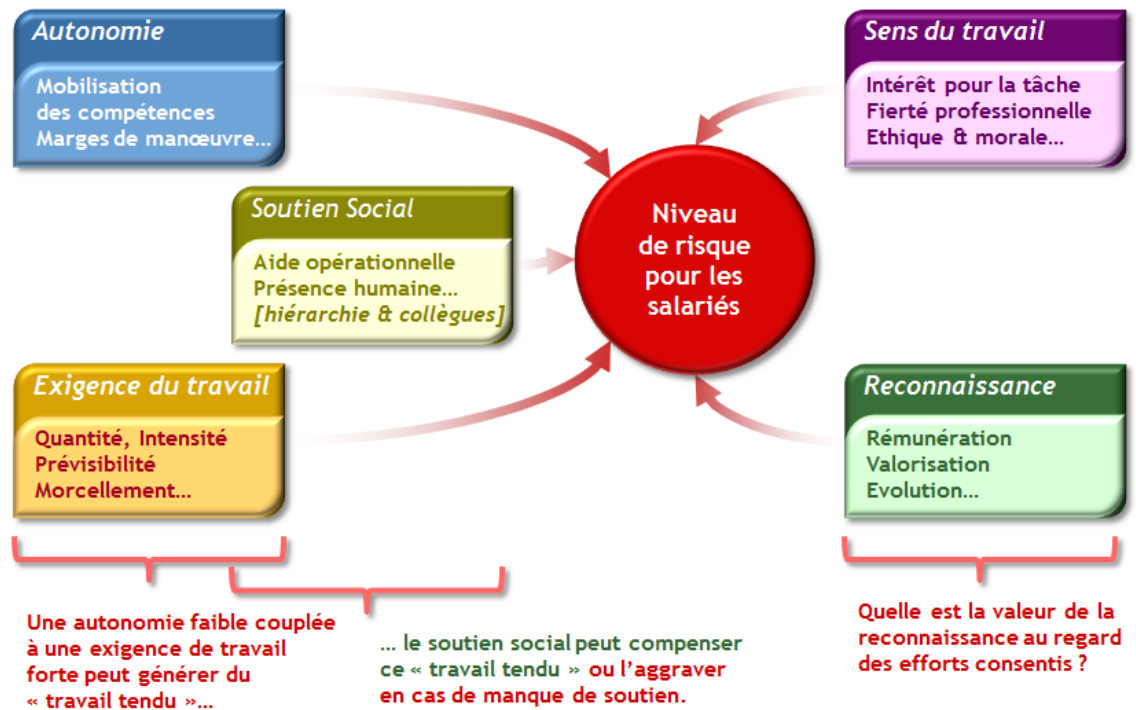 Autonomie
Mobilisation
des compétences
Marges de manœuvre...
Sens du travail
Intérêt pour la tâche
Fierté professionnelle
Ethique & morale...
Soutien Social
Aide opérationnelle
Présence humaine...
[hiérarchie & collègues]
Niveau
de risque
pour les
salariés
Exigence du travail
Quantité, Intensité
Prévisibilité
Morcellement...
Reconnaissance
Rémunération
Valorisation
Evolution...
Une autonomie faible couplée
à une exigence de travail
forte peut générer du
« travail tendu »...
... le soutien social peut compenser
ce « travail tendu » ou l’aggraver
en cas de manque de soutien.
Quelle est la valeur de la
reconnaissance au regard
des efforts consentis ?